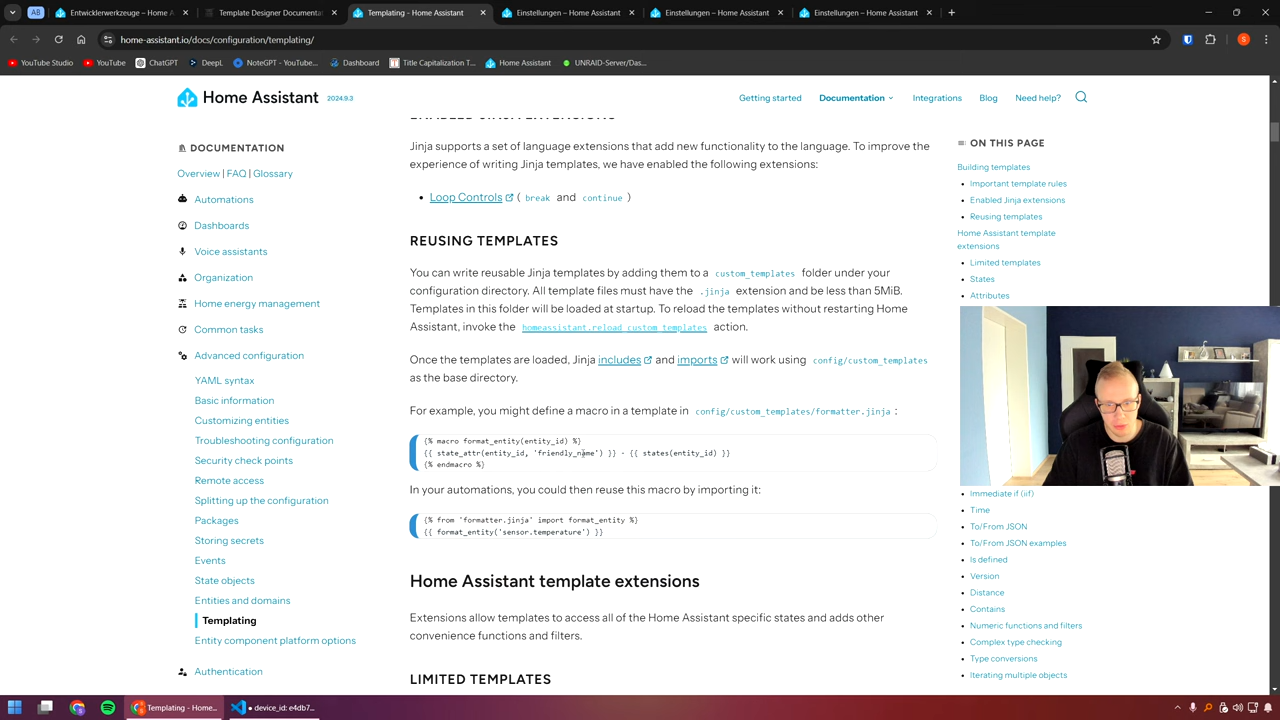 AB
Entwicklerwerkzeuge – Home A
Templating - Home Assistant
Einstellungen – Home Assistant
Einstellungen – Home Assistant
Einstellungen – Home Assistant
home-assistant.io/docs/configuration/templating/
S
YouTube Studio
YouTube
ChatGPT
DeepL
NoteGPT - YouTube...
Dashboard
Title Capitalization T...
Home Assistant
UNRAID-Server/Das...
Home Assistant 2024.9.3
Getting started
Documentation
Integrations
Blog
Need help?
DOCUMENTATION
Overview | FAQ | Glossary
Automations
Dashboards
Voice assistants
Organization
Home energy management
Common tasks
Advanced configuration
YAML syntax
Basic information
Customizing entities
Troubleshooting configuration
Security check points
Remote access
Splitting up the configuration
Packages
Storing secrets
Events
State objects
Entities and domains
Templating
Entity component platform options
Authentication
ENABLED JINJA EXTENSIONS
Jinja supports a set of language extensions that add new functionality to the language. To improve the
experience of writing Jinja templates, we have enabled the following extensions:
Loop Controls ( break and continue )
REUSING TEMPLATES
You can write reusable Jinja templates by adding them to a custom_templates folder under your
configuration directory. All template files must have the .jinja extension and be less than 5MiB.
Templates in this folder will be loaded at startup. To reload the templates without restarting Home
Assistant, invoke the homeassistant.reload_custom_templates action.
Once the templates are loaded, Jinja includes and imports will work using config/custom_templates
as the base directory.
For example, you might define a macro in a template in config/custom_templates/formatter.jinja :
{% macro format_entity(entity_id) %}
{{ state_attr(entity_id, 'friendly_name') }} - {{ states(entity_id) }}
{% endmacro %}
In your automations, you could then reuse this macro by importing it:
{% from 'formatter.jinja' import format_entity %}
{{ format_entity('sensor.temperature') }}
Home Assistant template extensions
Extensions allow templates to access all of the Home Assistant specific states and adds other
convenience functions and filters.
LIMITED TEMPLATES
ON THIS PAGE
Building templates
Important template rules
Enabled Jinja extensions
Reusing templates
Home Assistant template
extensions
Limited templates
States
Attributes
Immediate if (iif)
Time
To/From JSON
To/From JSON examples
Is defined
Version
Distance
Contains
Numeric functions and filters
Complex type checking
Type conversions
Iterating multiple objects
Templating - Home...
● device_id: e4db7...